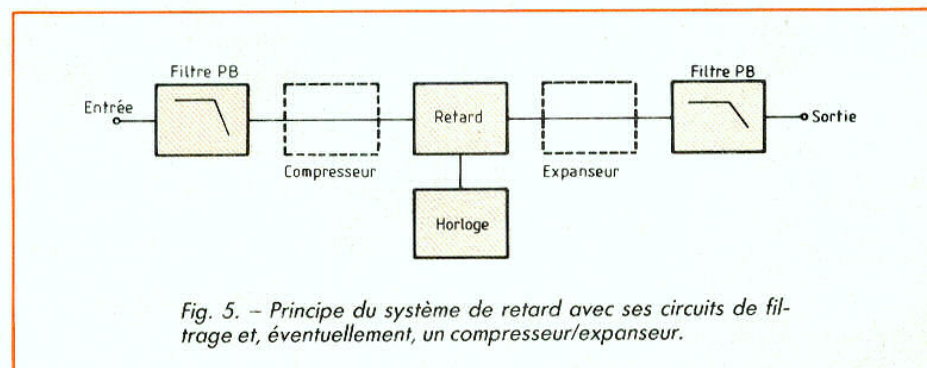 Filtre PB
Filtre PB
Entrée
Retard
Sortie
Compresseur
Expanseur
Horloge
Fig. 5. – Principe du système de retard avec ses circuits de fil-
trage et, éventuellement, un compresseur/expanseur.